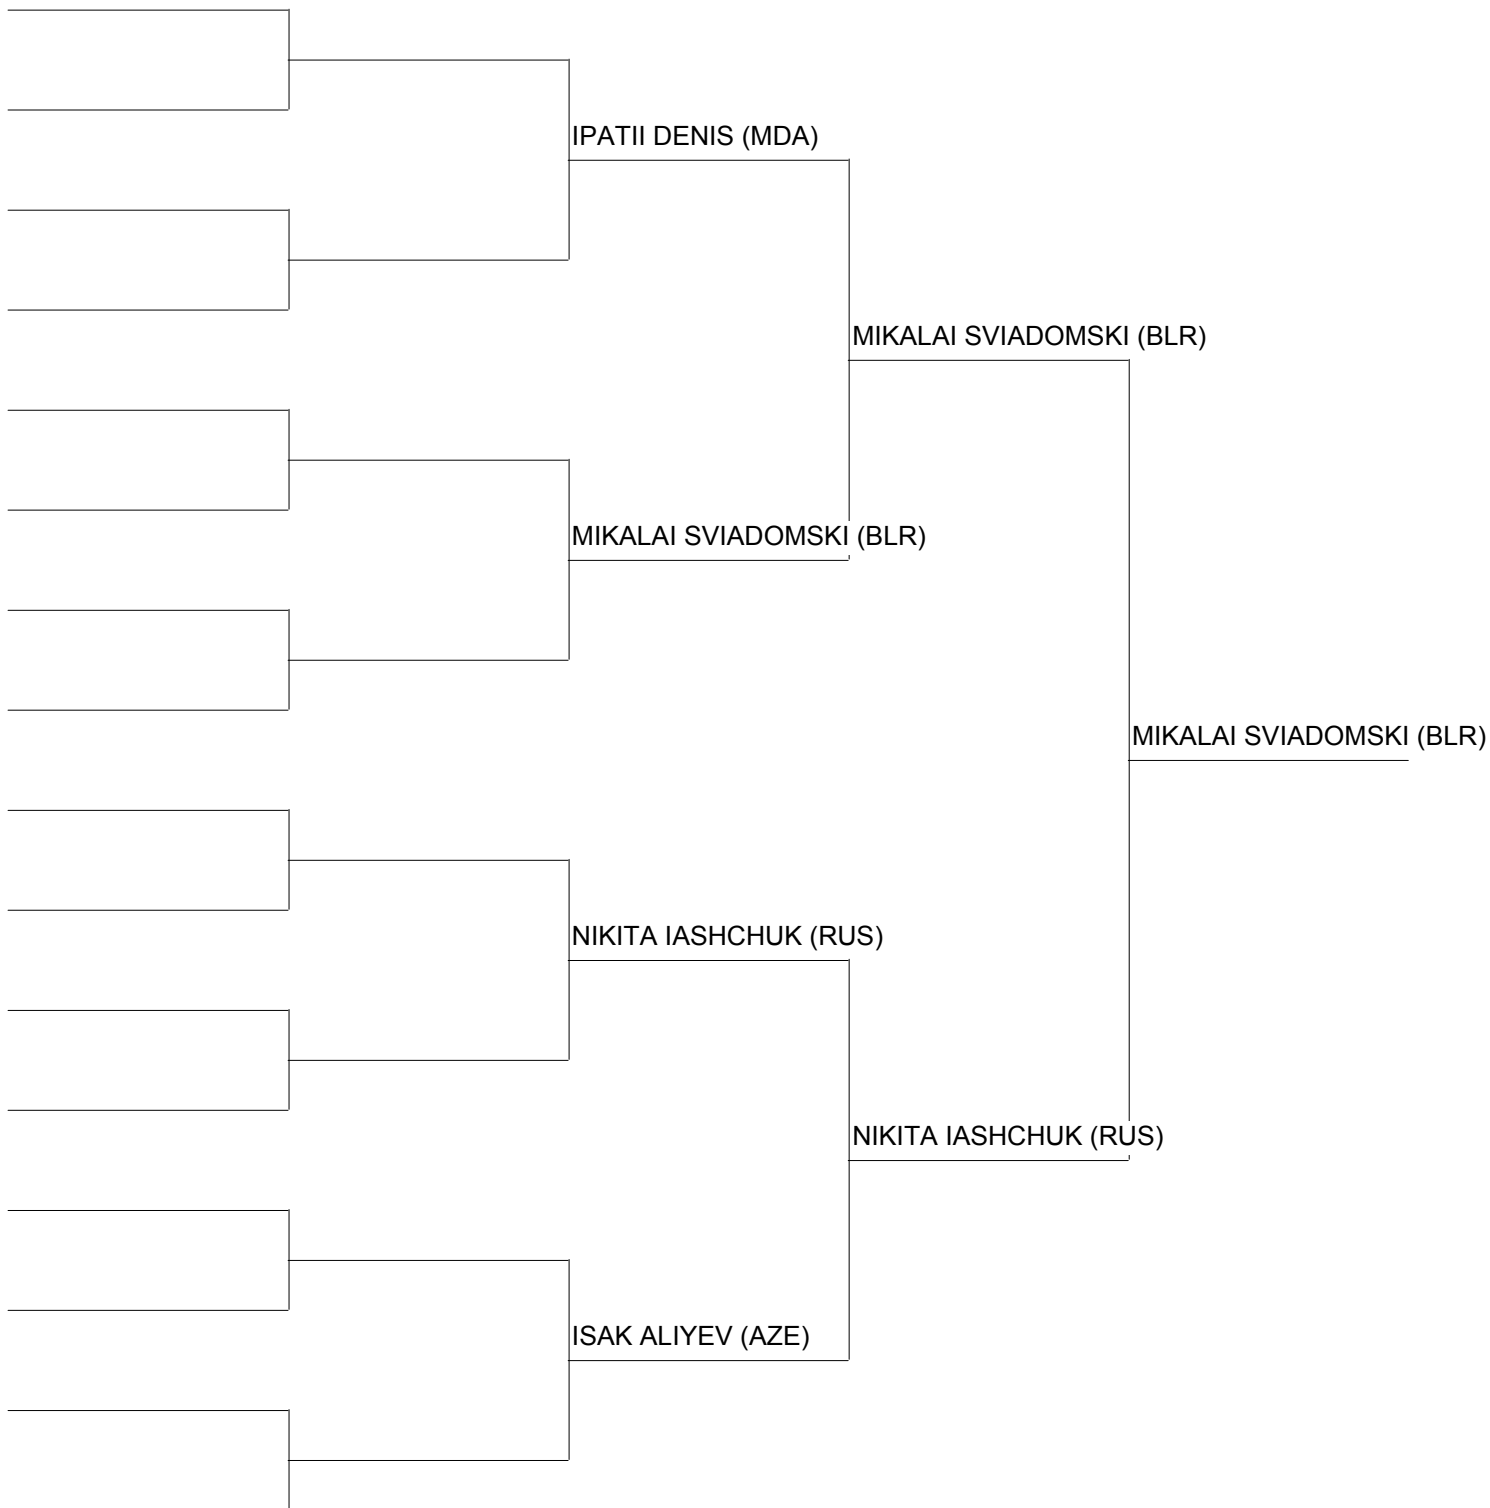 IPATII DENIS (MDA)
MIKALAI SVIADOMSKI (BLR)
MIKALAI SVIADOMSKI (BLR)
MIKALAI SVIADOMSKI (BLR)
NIKITA IASHCHUK (RUS)
NIKITA IASHCHUK (RUS)
ISAK ALIYEV (AZE)